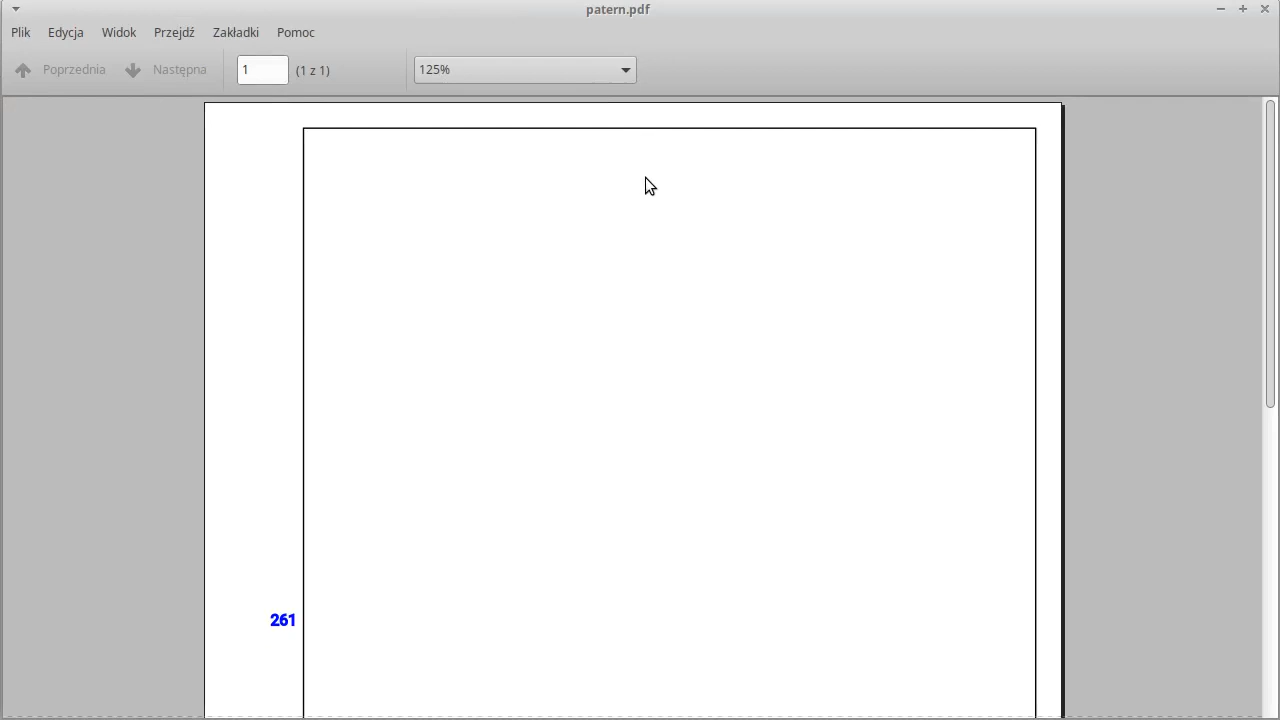 patern.pdf
Plik Edycja Widok Przejdź Zakładki Pomoc
Poprzednia Następna 1 (1 z 1) 125%
261